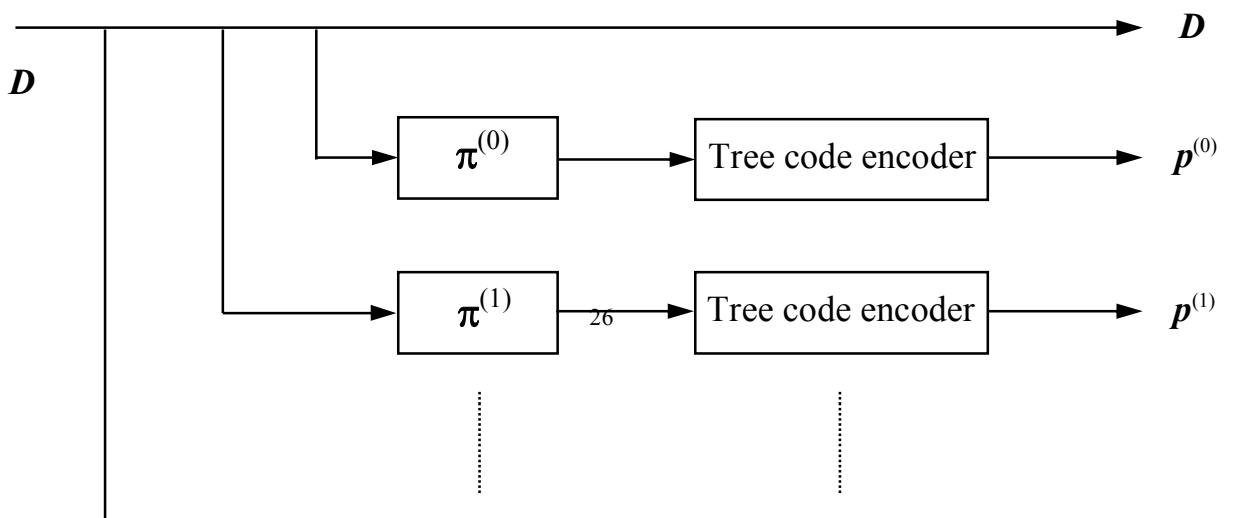 D
D
π(0)
Tree code encoder
p(0)
π(1)
26
Tree code encoder
p(1)